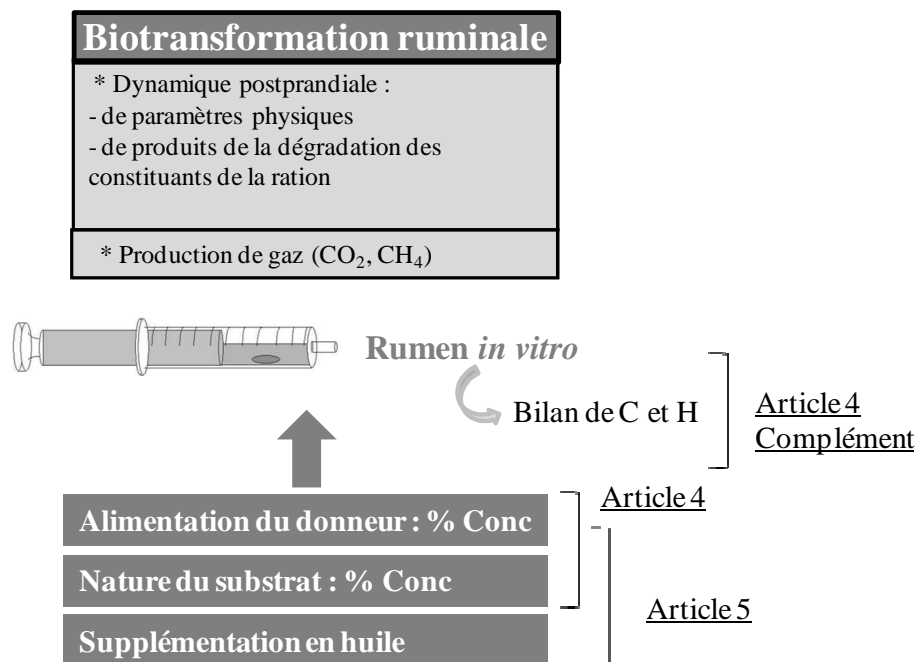 Biotransformation ruminale
* Dynamique postprandiale :
- de paramètres physiques
- de produits de la dégradation des
constituants de la ration
* Production de gaz (CO₂, CH₄)
Rumen in vitro
Bilan de C et H
Article 4
Complément
Article 4
Alimentation du donneur : % Conc
Nature du substrat : % Conc
Article 5
Supplémentation en huile